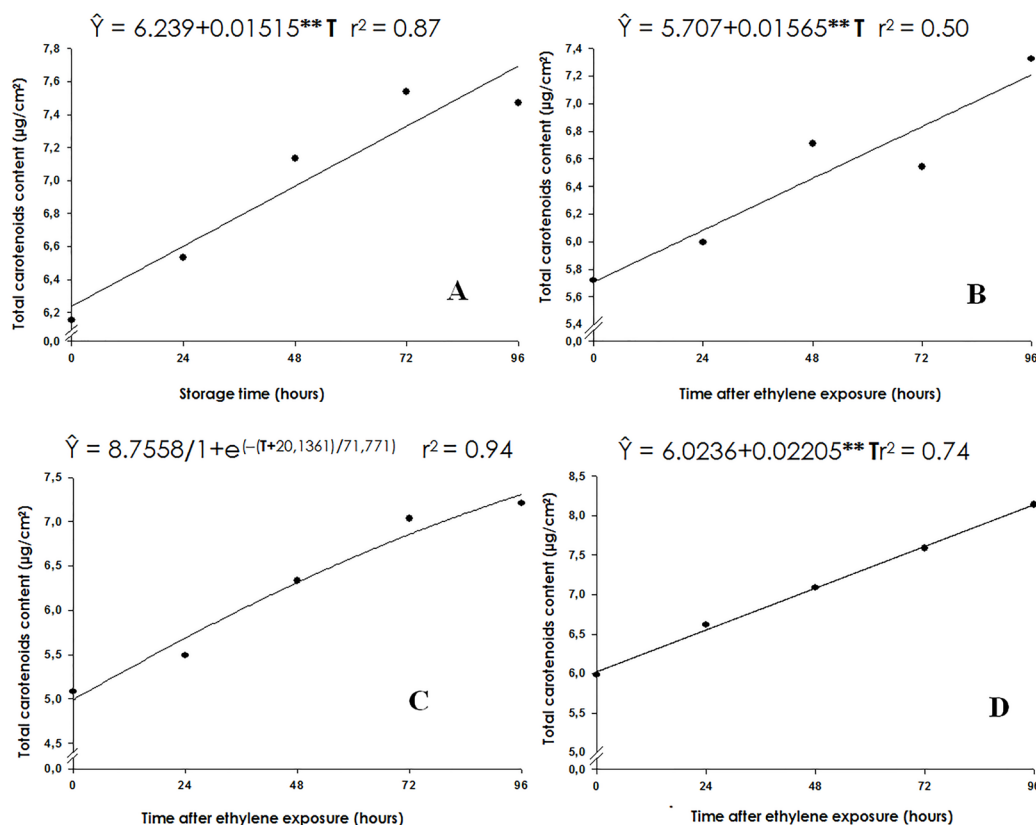 Ŷ = 6.239+0.01515** T r² = 0.87
Total carotenoids content (µg/cm²)
7,8
7,6
7,4
7,2
7,0
6,8
6,6
6,4
6,2
0,0
A
0 24 48 72 96
Storage time (hours)
Ŷ = 5.707+0.01565** T r² = 0.50
Total carotenoids content (µg/cm²)
7,4
7,2
7,0
6,8
6,6
6,4
6,2
6,0
5,8
5,6
5,4
0,0
B
0 24 48 72 96
Time after ethylene exposure (hours)
Ŷ = 8.7558/1+e(−(T+20,1361)/71,771) r² = 0.94
Total carotenoids content (µg/cm²)
7,5
7,0
6,5
6,0
5,5
5,0
4,5
0,0
C
0 24 48 72 96
Time after ethylene exposure (hours)
Ŷ = 6.0236+0.02205** Tr² = 0.74
Total carotenoids content (µg/cm²)
8,5
8,0
7,5
7,0
6,5
6,0
5,5
5,0
0,0
D
0 24 48 72 96
Time after ethylene exposure (hours)